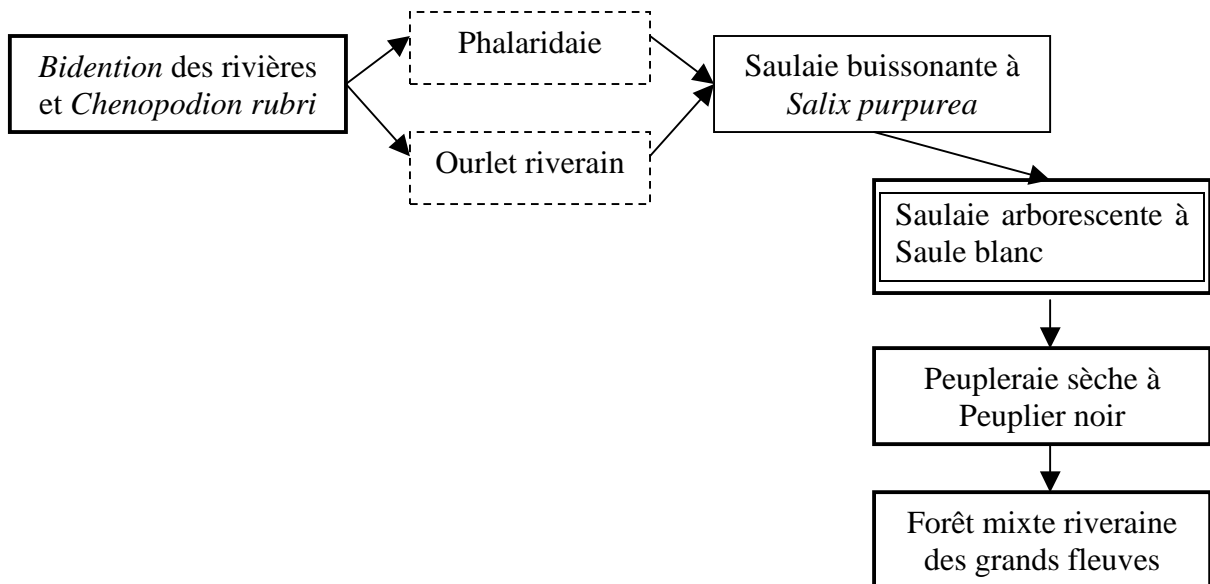 Bidention des rivières
et Chenopodion rubri
Phalaridaie
Ourlet riverain
Saulaie buissonante à
Salix purpurea
Saulaie arborescente à
Saule blanc
Peupleraie sèche à
Peuplier noir
Forêt mixte riveraine
des grands fleuves